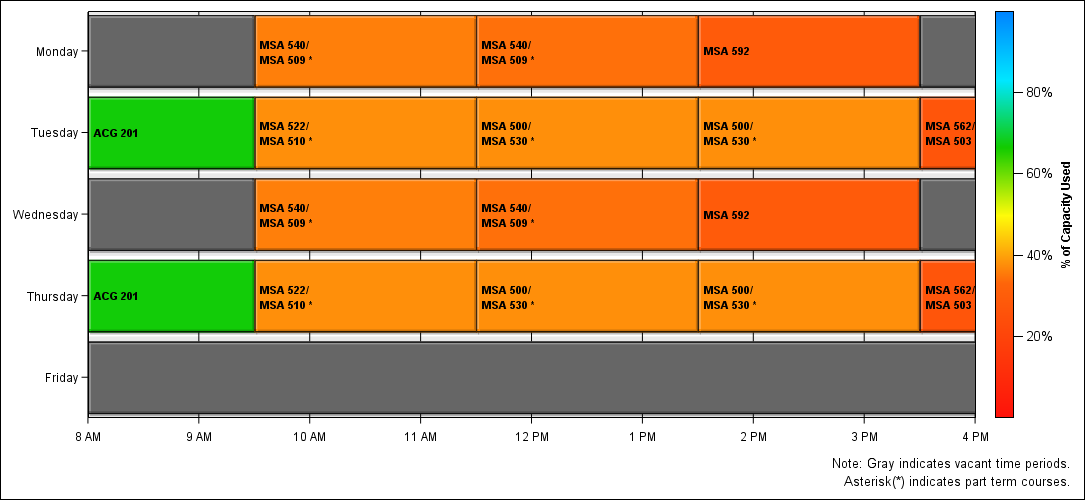 Monday
MSA 540/
MSA 509 *
MSA 540/
MSA 509 *
MSA 592
Tuesday
ACG 201
MSA 522/
MSA 510 *
MSA 500/
MSA 530 *
MSA 500/
MSA 530 *
MSA 562/
MSA 503
Wednesday
MSA 540/
MSA 509 *
MSA 540/
MSA 509 *
MSA 592
Thursday
ACG 201
MSA 522/
MSA 510 *
MSA 500/
MSA 530 *
MSA 500/
MSA 530 *
MSA 562/
MSA 503
Friday
8 AM
9 AM
10 AM
11 AM
12 PM
1 PM
2 PM
3 PM
4 PM
80%
60%
40%
20%
% of Capacity Used
Note: Gray indicates vacant time periods.
Asterisk(*) indicates part term courses.